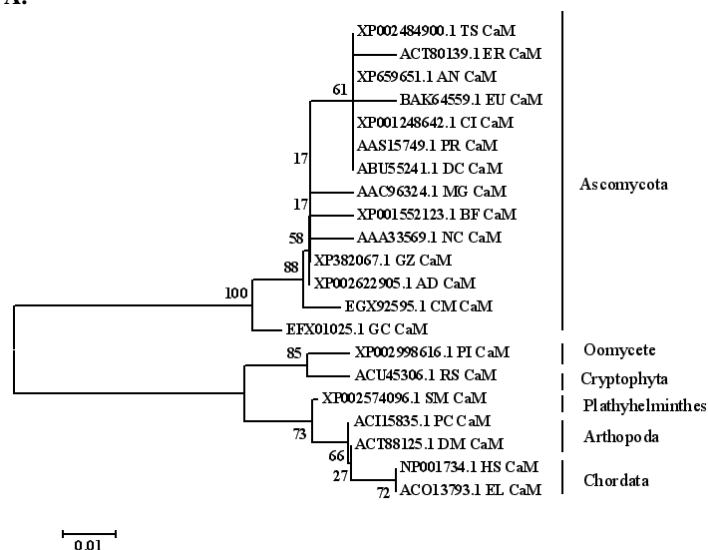 A.
XP002484900.1 TS CaM
ACT80139.1 ER CaM
XP659651.1 AN CaM
61
BAK64559.1 EU CaM
XP001248642.1 CI CaM
AAS15749.1 PR CaM
17
ABU55241.1 DC CaM
Ascomycota
AAC96324.1 MG CaM
17
XP001552123.1 BF CaM
58
AAA33569.1 NC CaM
88
XP382067.1 GZ CaM
XP002622905.1 AD CaM
100
EGX92595.1 CM CaM
EFX01025.1 GC CaM
85
XP002998616.1 PI CaM
Oomycete
ACU45306.1 RS CaM
Cryptophyta
XP002574096.1 SM CaM
Plathyhelminthes
73
ACI15835.1 PC CaM
Arthopoda
66
ACT88125.1 DM CaM
27
NP001734.1 HS CaM
Chordata
72
ACO13793.1 EL CaM
0.01